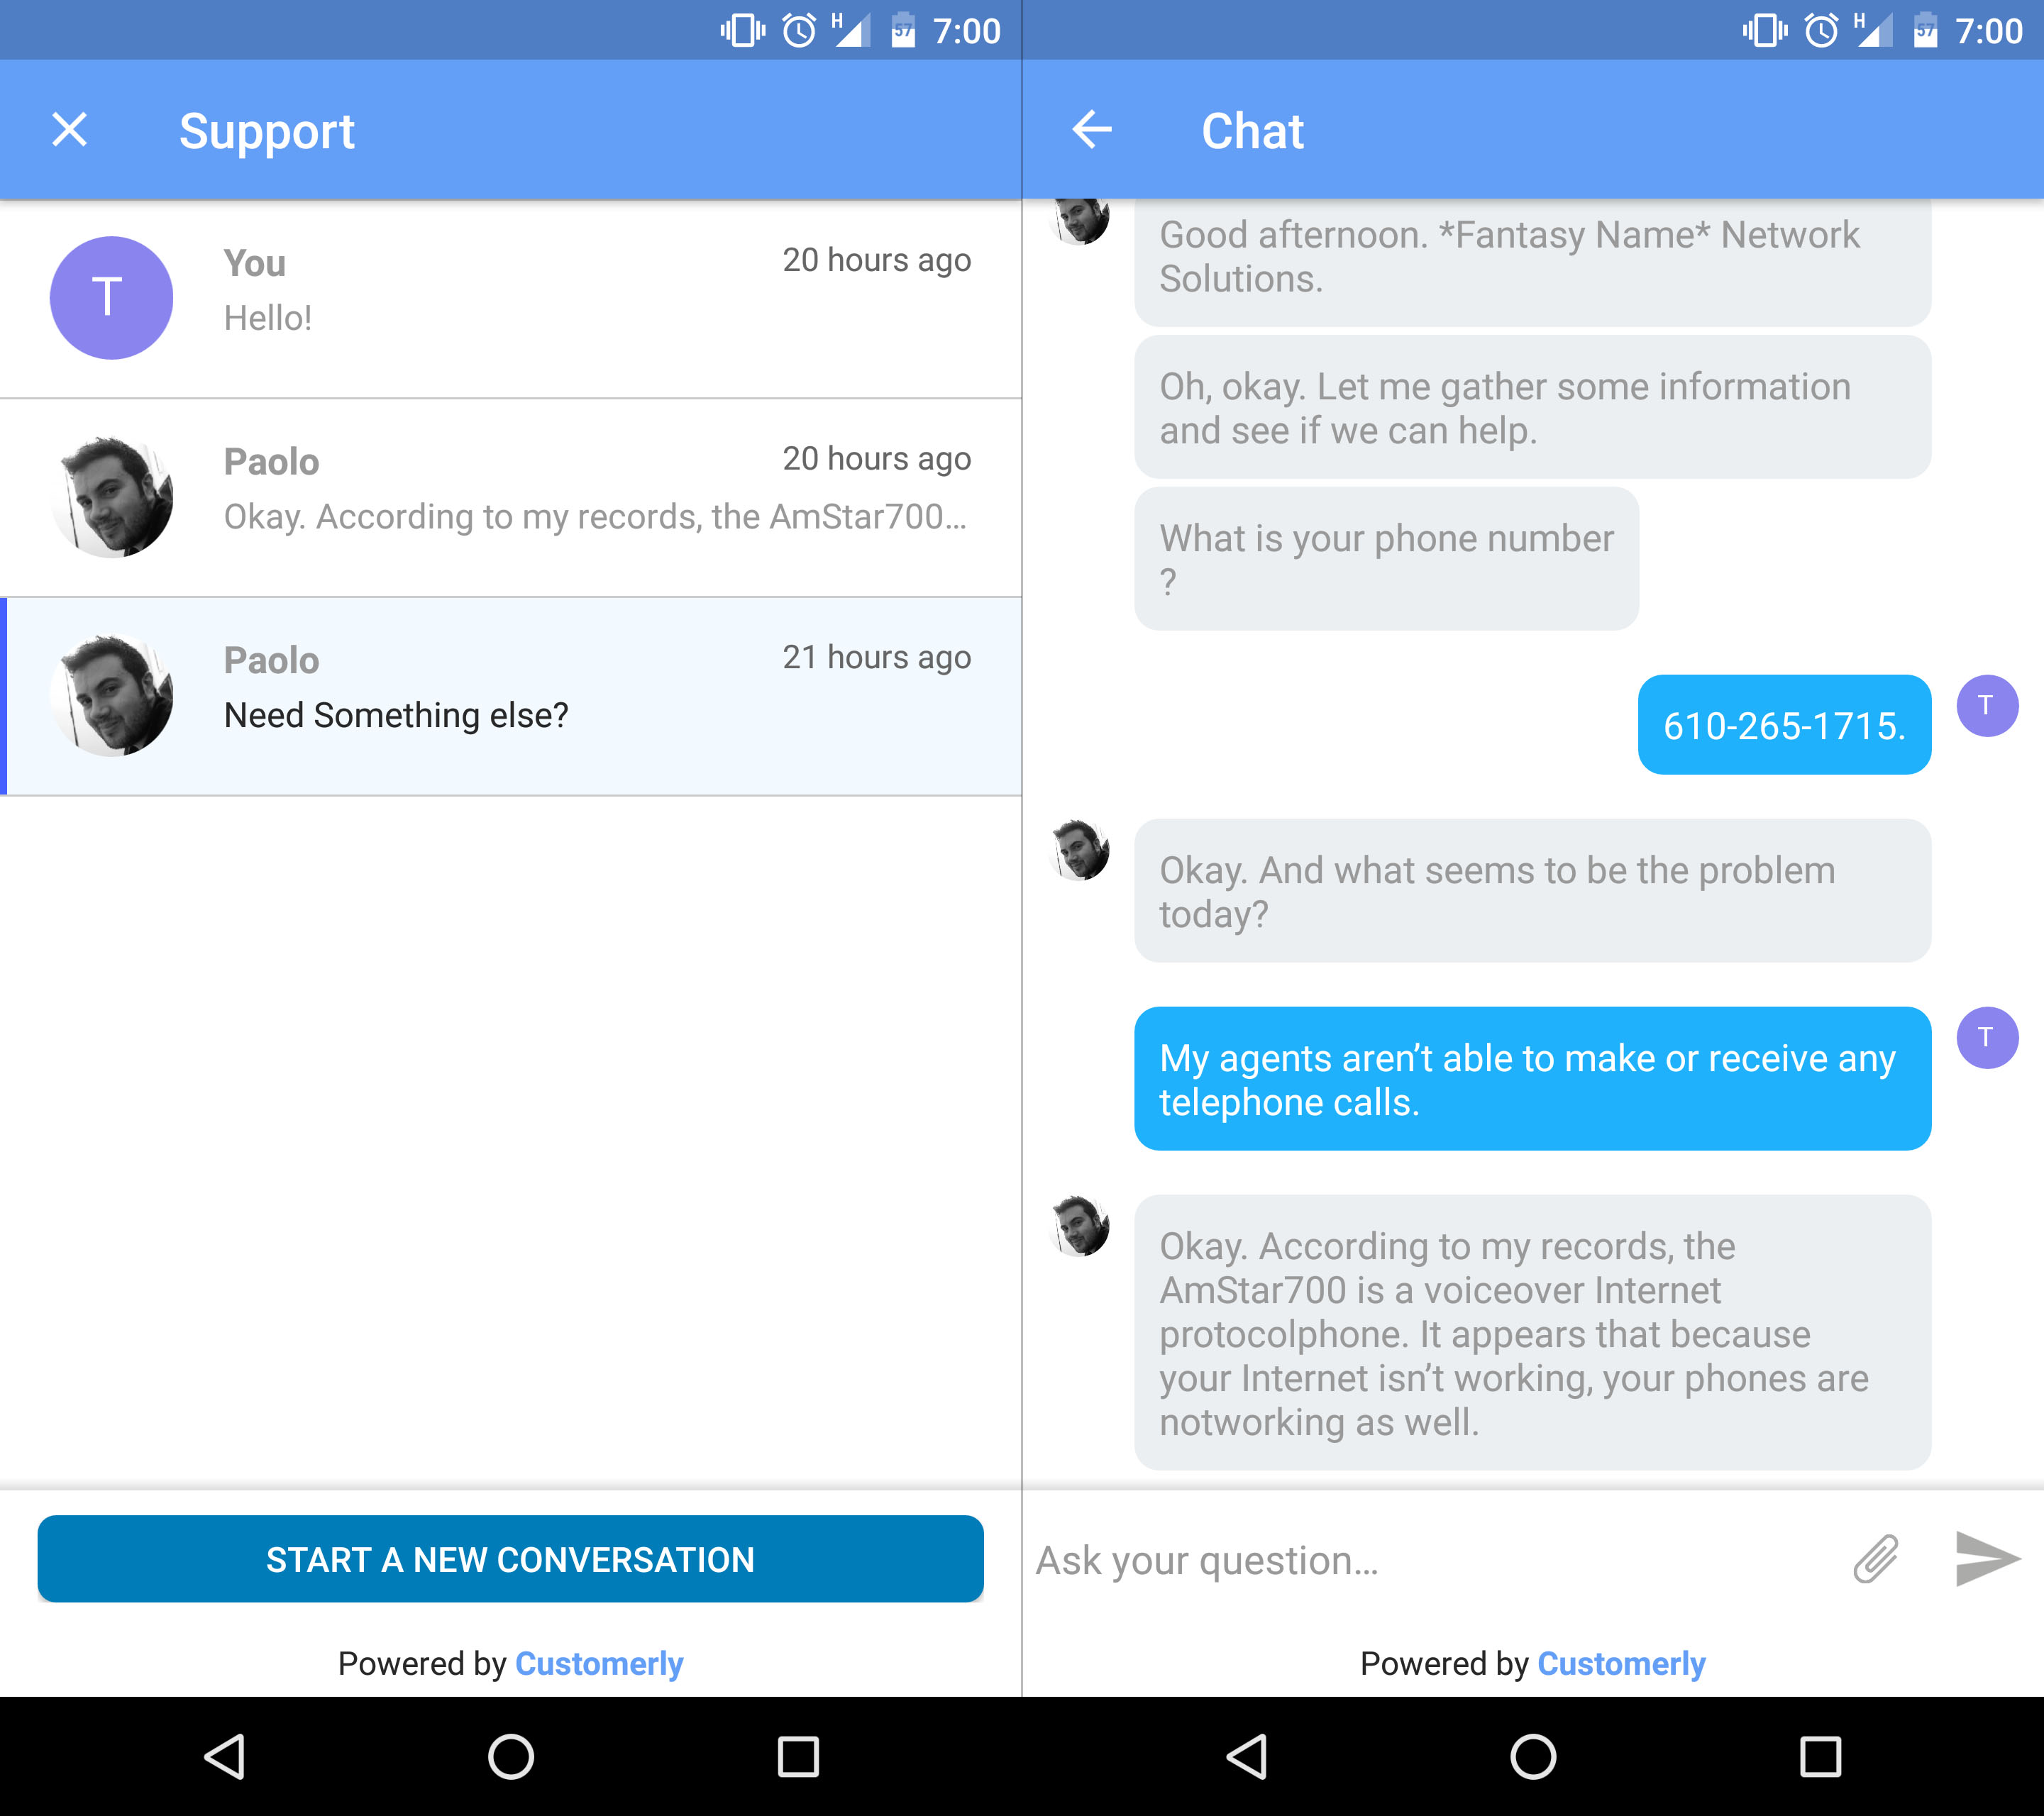 H 57 7:00
Support
T
You
20 hours ago
Hello!
Paolo
20 hours ago
Okay. According to my records, the AmStar700...
Paolo
21 hours ago
Need Something else?
START A NEW CONVERSATION
Powered by Customerly
H 57 7:00
Chat
Good afternoon. *Fantasy Name* Network
Solutions.
Oh, okay. Let me gather some information
and see if we can help.
What is your phone number
?
610-265-1715.
T
Okay. And what seems to be the problem
today?
My agents aren’t able to make or receive any
telephone calls.
T
Okay. According to my records, the
AmStar700 is a voiceover Internet
protocolphone. It appears that because
your Internet isn’t working, your phones are
notworking as well.
Ask your question...
Powered by Customerly